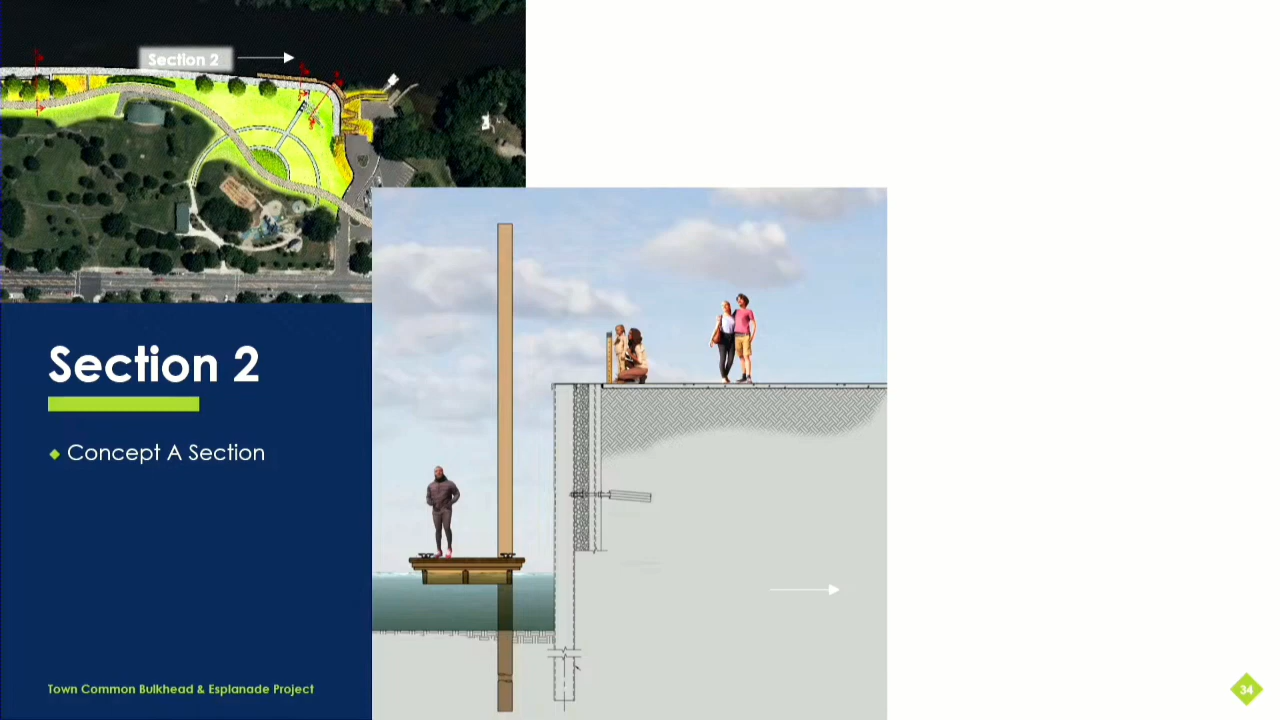 Section 2
Section 2
Concept A Section
Town Common Bulkhead & Esplanade Project
34